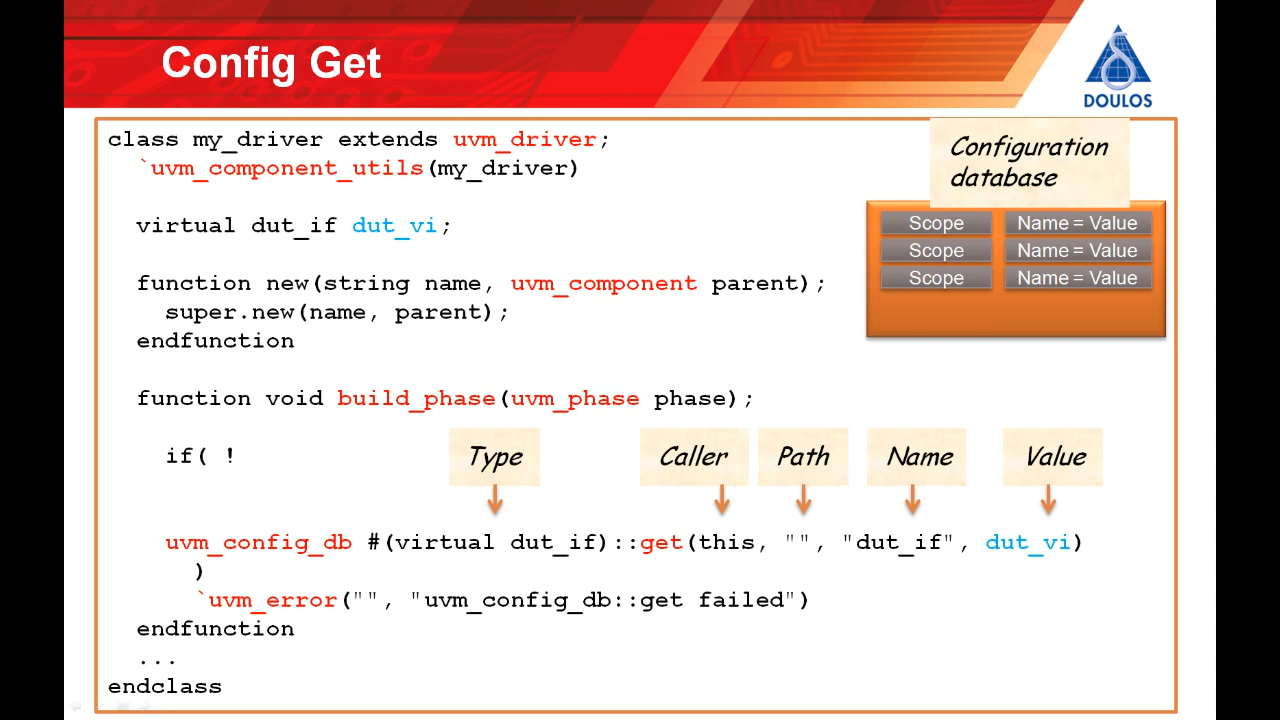 Config Get
DOULOS
class my_driver extends uvm_driver;
`uvm_component_utils(my_driver)
Configuration
database
Scope Name = Value
Scope Name = Value
Scope Name = Value
virtual dut_if dut_vi;
function new(string name, uvm_component parent);
super.new(name, parent);
endfunction
function void build_phase(uvm_phase phase);
if( !
Type Caller Path Name Value
uvm_config_db #(virtual dut_if)::get(this, "", "dut_if", dut_vi)
)
`uvm_error("", "uvm_config_db::get failed")
endfunction
...
endclass